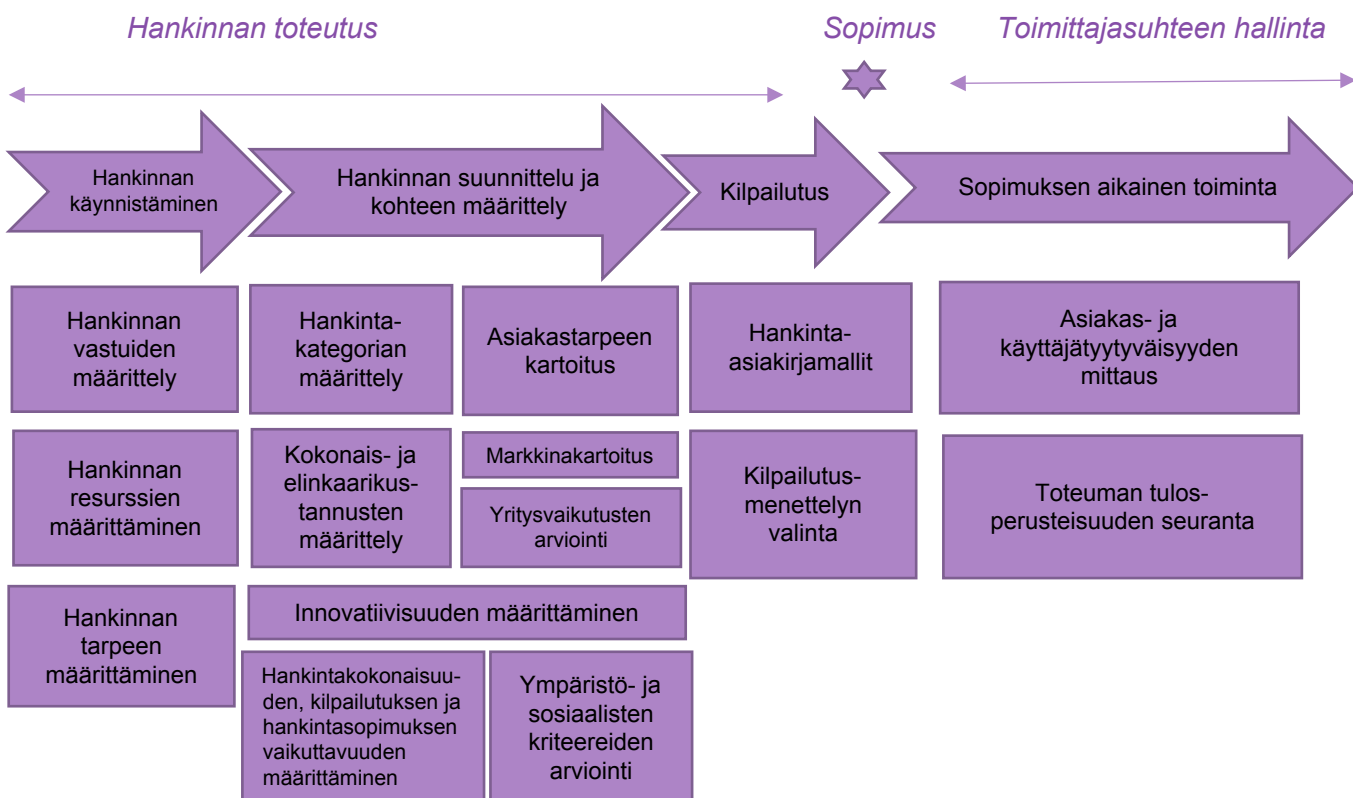 Hankinnan toteutus
Sopimus
Toimittajasuhteen hallinta
Hankinnan
käynnistäminen
Hankinnan suunnittelu ja
kohteen määrittely
Kilpailutus
Sopimuksen aikainen toiminta
Hankinnan
vastuiden
määrittely
Hankinnan
resurssien
määrittäminen
Hankinnan
tarpeen
määrittäminen
Hankinta-
kategorian
määrittely
Asiakastarpeen
kartoitus
Kokonais- ja
elinkaarikus-
tannusten
määrittely
Markkinakartoitus
Yritysvaikutusten
arviointi
Innovatiivisuuden määrittäminen
Hankintakokonaisuu-
den, kilpailutuksen ja
hankintasopimuksen
vaikuttavuuden
määrittäminen
Ympäristö- ja
sosiaalisten
kriteereiden
arviointi
Hankinta-
asiakirjamallit
Kilpailutus-
menettelyn
valinta
Asiakas- ja
käyttäjätyytyväisyyden
mittaus
Toteuman tulos-
perusteisuuden seuranta